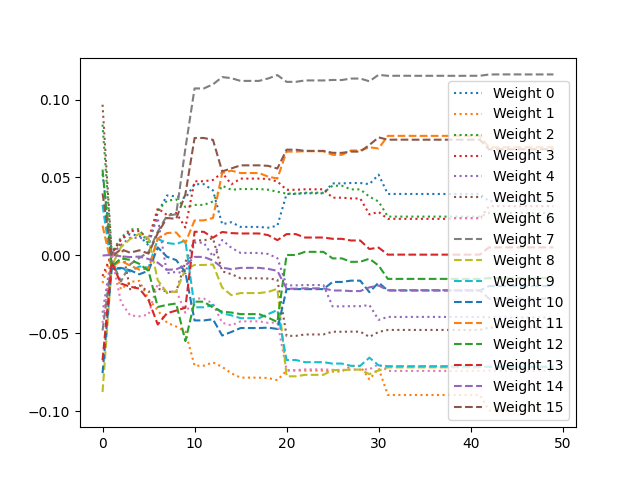 0.10
0.05
0.00
−0.05
−0.10
0
10
20
30
40
50
Weight 0
Weight 1
Weight 2
Weight 3
Weight 4
Weight 5
Weight 6
Weight 7
Weight 8
Weight 9
Weight 10
Weight 11
Weight 12
Weight 13
Weight 14
Weight 15